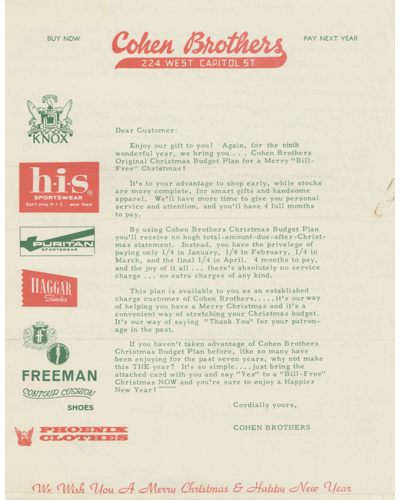 BUY NOW
Cohen Brothers
PAY NEXT YEAR
224 WEST CAPITOL ST.
KNOX
h·i·s
SPORTSWEAR
Don't envy H-I-S... wear them
PURITAN
SPORTSWEAR
HAGGAR
Slacks
FREEMAN
CONTOUR CUSHION
SHOES
PHOENIX
CLOTHES
Dear Customer:
Enjoy our gift to you! Again, for the ninth
wonderful year, we bring you . . . Cohen Brothers
Original Christmas Budget Plan for a Merry "Bill-
Free" Christmas!
It's to your advantage to shop early, while stocks
are more complete, for smart gifts and handsome
apparel. We'll have more time to give you personal
service and attention, and you'll have 4 full months
to pay.
By using Cohen Brothers Christmas Budget Plan
you'll receive no hugh total-amount-due-after-Christ-
mas statement. Instead, you have the privelege of
paying only 1/4 in January, 1/4 in February, 1/4 in
March, and the final 1/4 in April. 4 months to pay,
and the joy of it all ... there's absolutely no service
charge . . . no extra charges of any kind.
This plan is available to you as an established
charge customer of Cohen Brothers.....it's our way
of helping you have a Merry Christmas and it's a
convenient way of stretching your Christmas budget.
It's our way of saying "Thank You" for your patron-
age in the past.
If you haven't taken advantage of Cohen Brothers
Christmas Budget Plan before, like so many have
been enjoying for the past seven years, why not make
this THE year? It's so simple....just bring the
attached card with you and say "Yes" to a "Bill-Free"
Christmas NOW and you're sure to enjoy a Happier
New Year!
Cordially yours,
COHEN BROTHERS
We Wish You A Merry Christmas & Happy New Year